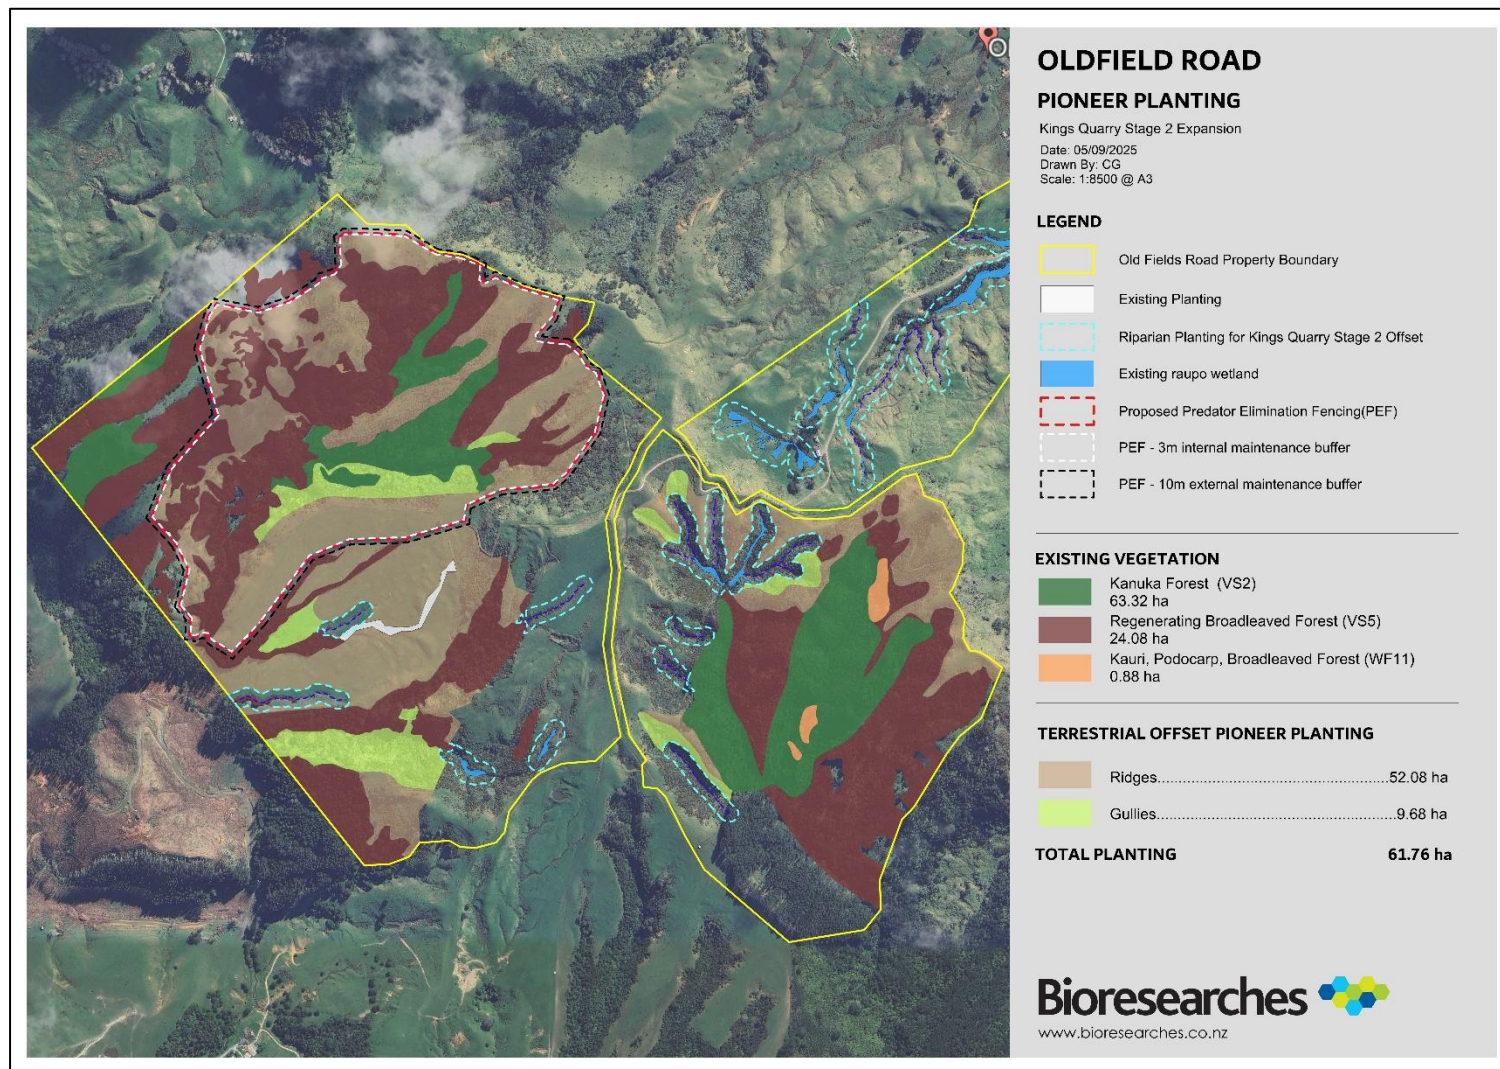 OLDFIELD ROAD
PIONEER PLANTING
Kings Quarry Stage 2 Expansion
Date: 05/09/2025
Drawn By: CG
Scale: 1:8500 @ A3
LEGEND
Old Fields Road Property Boundary
Existing Planting
Riparian Planting for Kings Quarry Stage 2 Offset
Existing raupo wetland
Proposed Predator Elimination Fencing(PEF)
PEF - 3m internal maintenance buffer
PEF - 10m external maintenance buffer
EXISTING VEGETATION
Kanuka Forest (VS2)
63.32 ha
Regenerating Broadleaved Forest (VS5)
24.08 ha
Kauri, Podocarp, Broadleaved Forest (WF11)
0.88 ha
TERRESTRIAL OFFSET PIONEER PLANTING
Ridges..................................................52.08 ha
Gullies....................................................9.68 ha
TOTAL PLANTING 61.76 ha
Bioresearches
www.bioresearches.co.nz